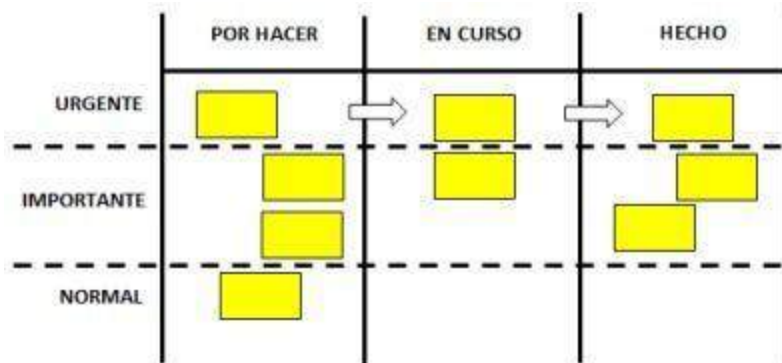 POR HACER
EN CURSO
HECHO
URGENTE
IMPORTANTE
NORMAL